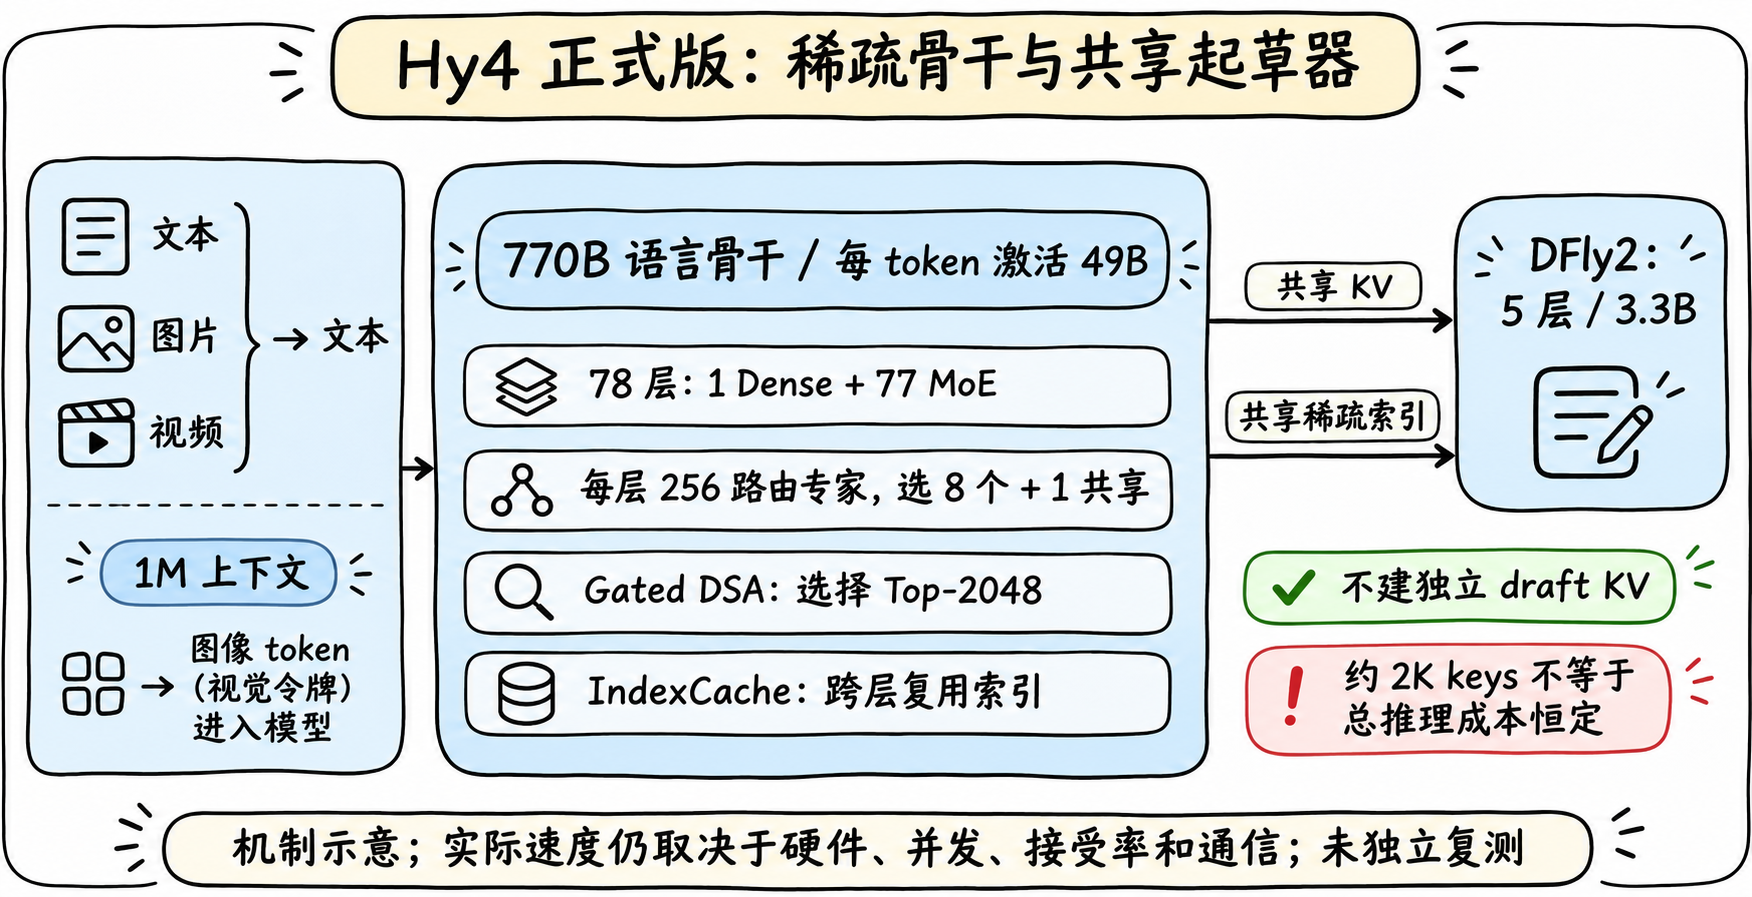 Hy4 正式版：稀疏骨干与共享起草器
文本
图片
视频
文本
1M 上下文
图像 token
(视觉令牌)
进入模型
770B 语言骨干 / 每 token 激活 49B
78 层：1 Dense + 77 MoE
每层 256 路由专家，选 8 个 + 1 共享
Gated DSA：选择 Top-2048
IndexCache：跨层复用索引
共享 KV
共享稀疏索引
DFly2：
5 层 / 3.3B
不建独立 draft KV
约 2K keys 不等于
总推理成本恒定
机制示意；实际速度仍取决于硬件、并发、接受率和通信；未独立复测